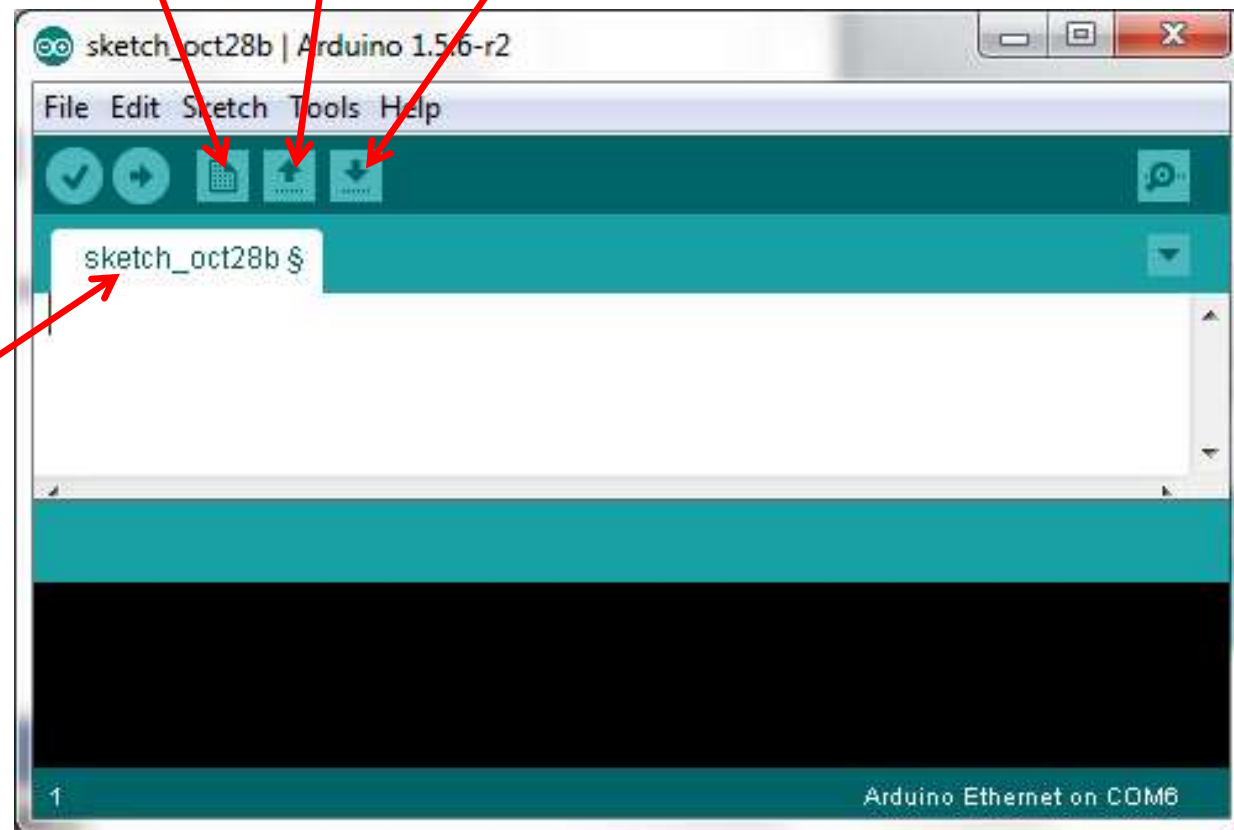 sketch_oct28b | Arduino 1.5.6-r2
File Edit Sketch Tools Help
sketch_oct28b §
1 Arduino Ethernet on COM6